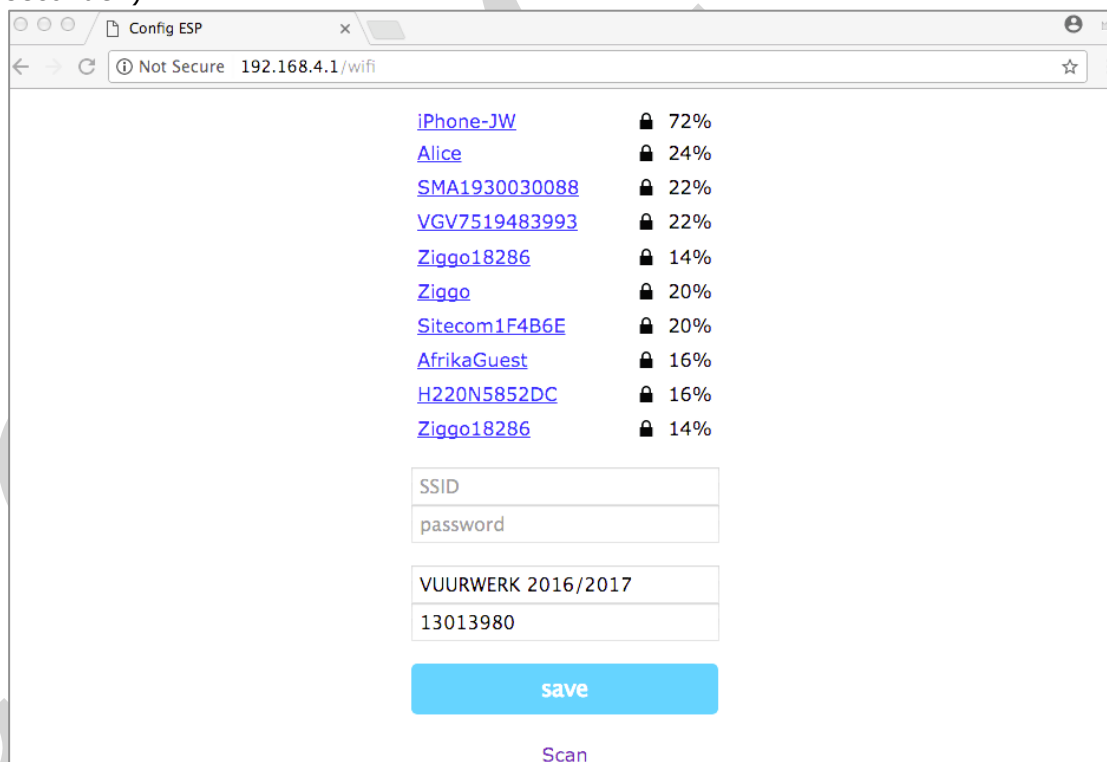 Config ESP
Not Secure 192.168.4.1/wifi
iPhone-JW 72%
Alice 24%
SMA1930030088 22%
VGV7519483993 22%
Ziggo18286 14%
Ziggo 20%
Sitecom1F4B6E 20%
AfrikaGuest 16%
H220N5852DC 16%
Ziggo18286 14%
SSID
password
VUURWERK 2016/2017
13013980
save
Scan